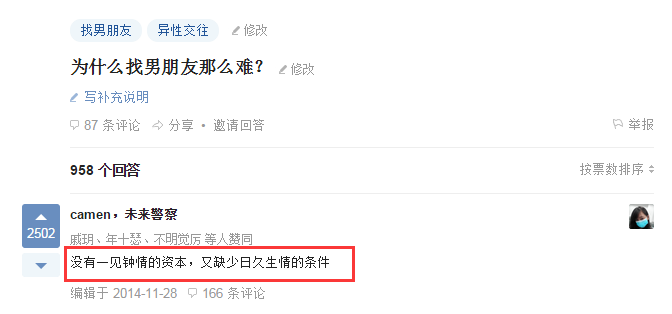 找男朋友 异性交往 修改
为什么找男朋友那么难? 修改
写补充说明
87 条评论 分享 • 邀请回答 举报
958 个回答 按票数排序
2502
camen，未来警察
戚玥、年十瑟、不明觉厉 等人赞同
没有一见钟情的资本，又缺少日久生情的条件
编辑于 2014-11-28 166 条评论